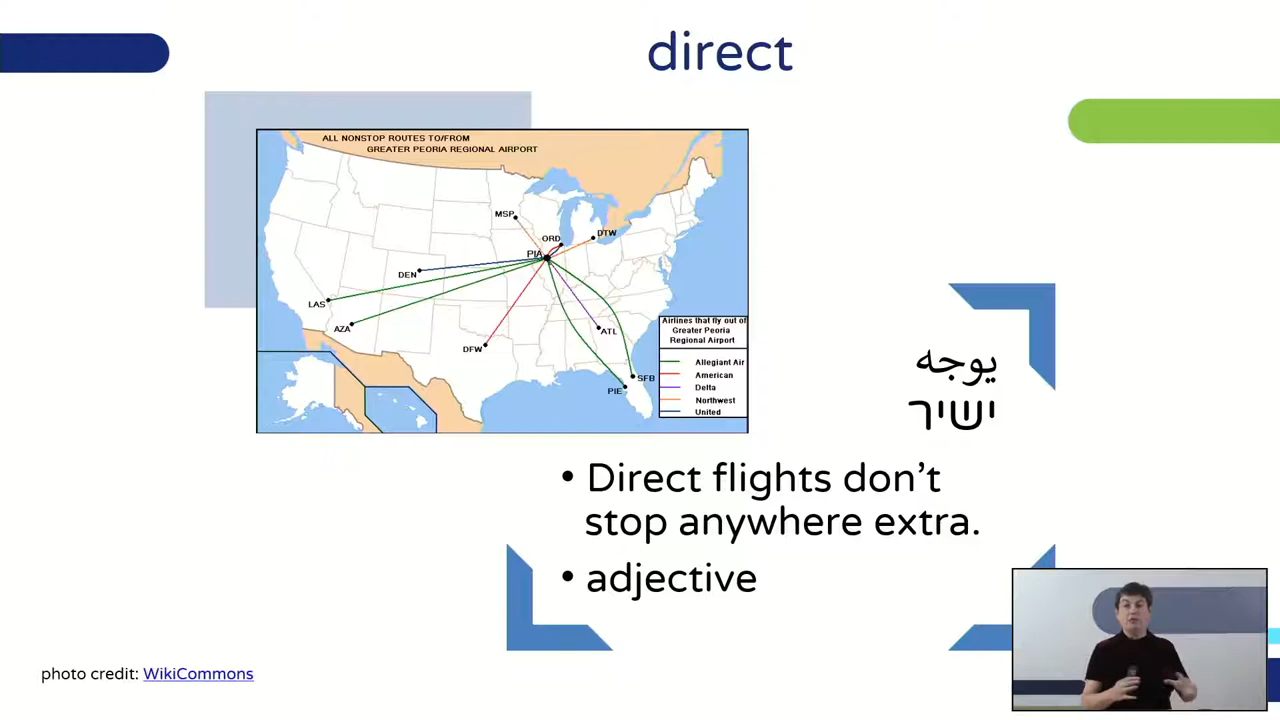 direct
ALL NONSTOP ROUTES TO/FROM
GREATER PEORIA REGIONAL AIRPORT
MSP
DTW
ORD
PIA
DEN
LAS
AZA
ATL
DFW
SFB
PIE
Airlines that fly out of
Greater Peoria
Regional Airport
Allegiant Air
American
Delta
Northwest
United
يوجه
ישיר
• Direct flights don’t
stop anywhere extra.
• adjective
photo credit: WikiCommons